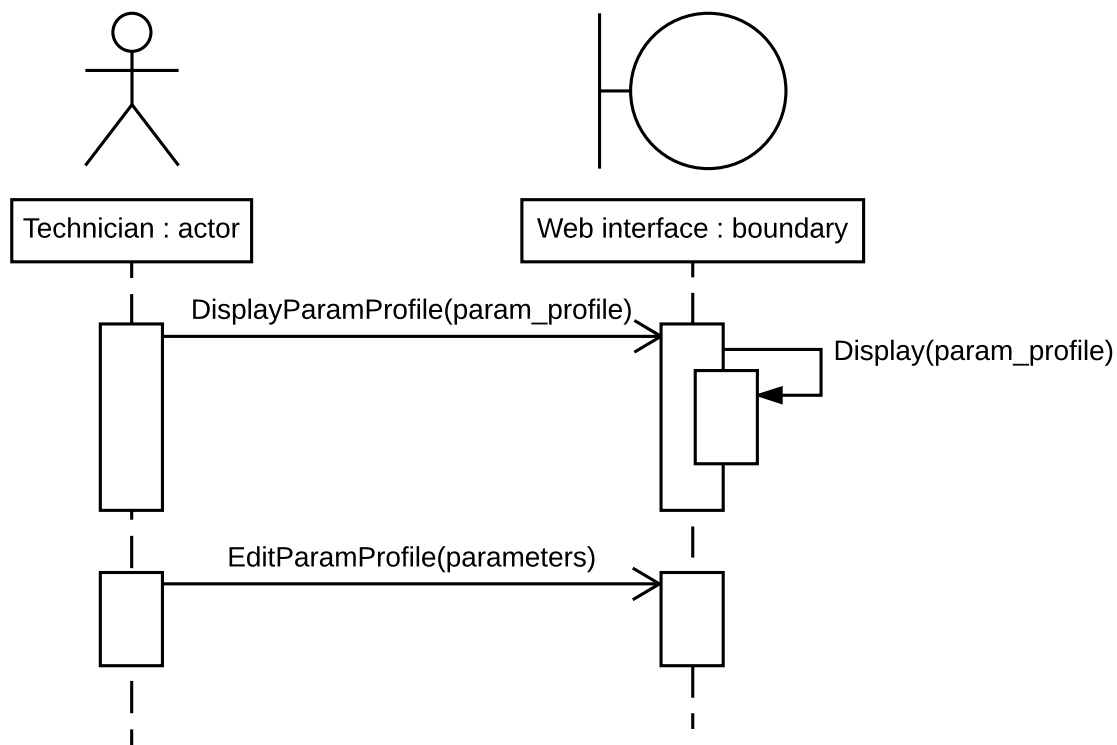 Technician : actor
Web interface : boundary
DisplayParamProfile(param_profile)
Display(param_profile)
EditParamProfile(parameters)